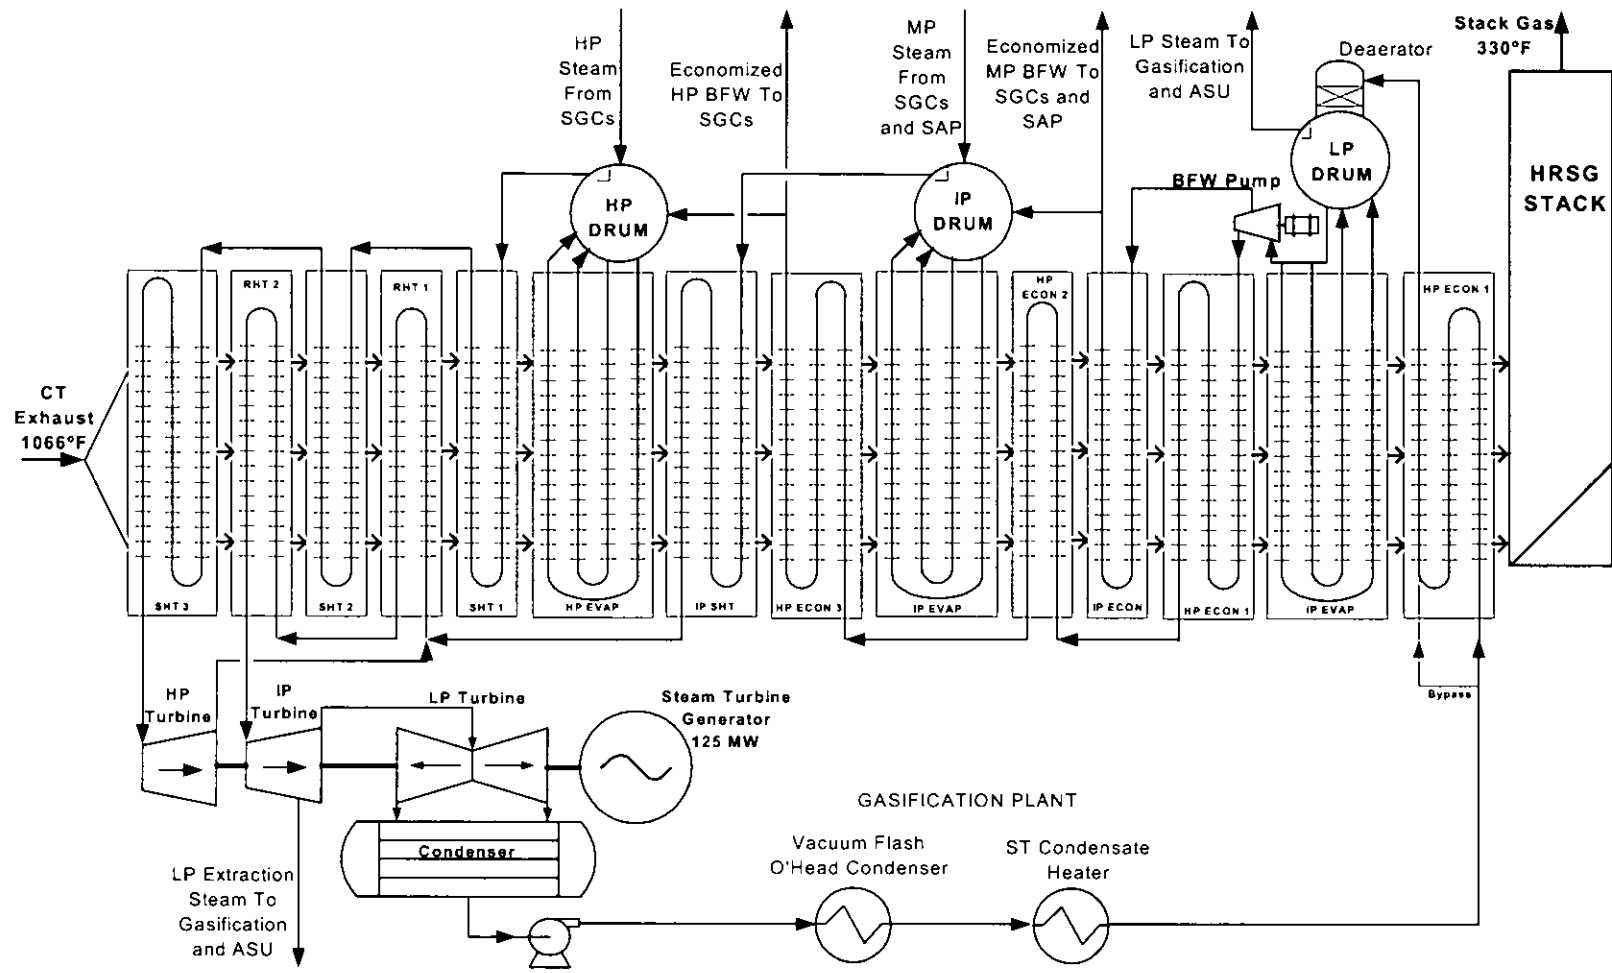 HP
Steam
From
SGCs
Economized
HP BFW To
SGCs
MP
Steam
From
SGCs
and SAP
Economized
MP BFW To
SGCs and
SAP
LP Steam To
Gasification
and ASU
Deaerator
Stack Gas
330°F
HP
DRUM
IP
DRUM
BFW Pump
LP
DRUM
HRSG
STACK
CT
Exhaust
1066°F
RHT 2
RHT 1
HP
ECON 2
HP ECON 1
SHT 3
SHT 2
SHT 1
HP EVAP
IP SHT
HP ECON 3
IP EVAP
IP ECON
HP ECON 1
IP EVAP
Bypass
HP
Turbine
IP
Turbine
LP Turbine
Steam Turbine
Generator
125 MW
Condenser
GASIFICATION PLANT
Vacuum Flash
O'Head Condenser
ST Condensate
Heater
LP Extraction
Steam To
Gasification
and ASU